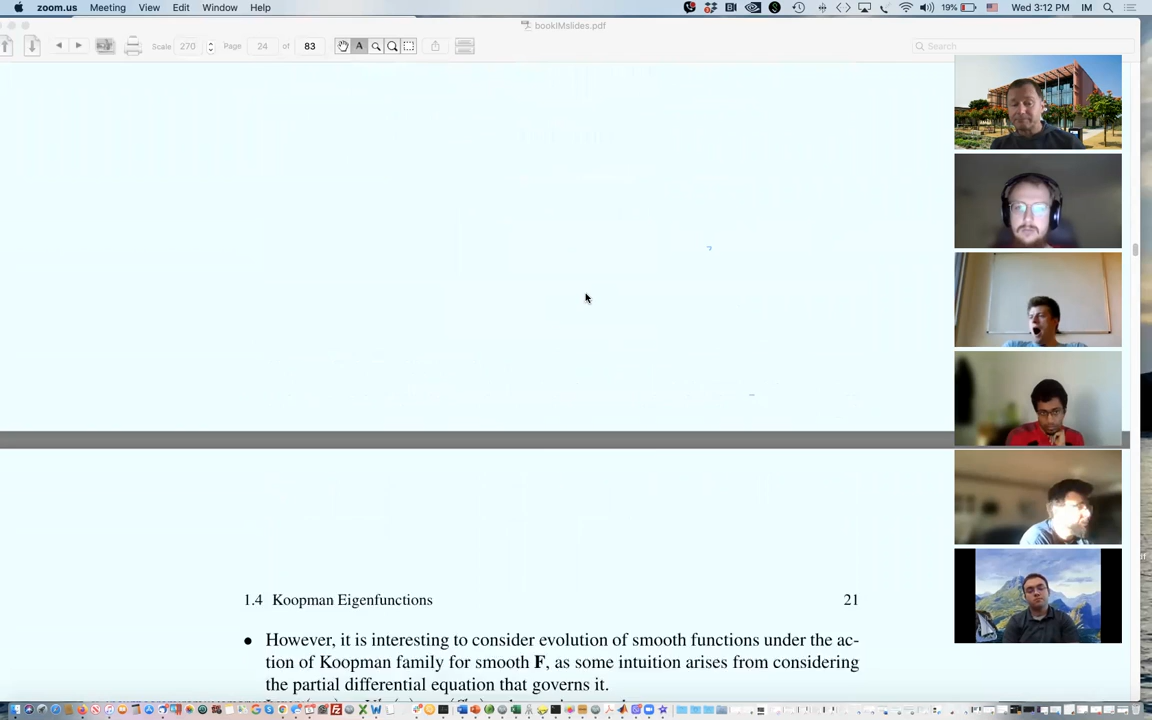 zoom.us Meeting View Edit Window Help 19% Wed 3:12 PM IM
bookIMslides.pdf
Scale 270 Page 24 of 83 A Search
1.4 Koopman Eigenfunctions 21
• However, it is interesting to consider evolution of smooth functions under the ac-
tion of Koopman family for smooth F, as some intuition arises from considering
the partial differential equation that governs it.